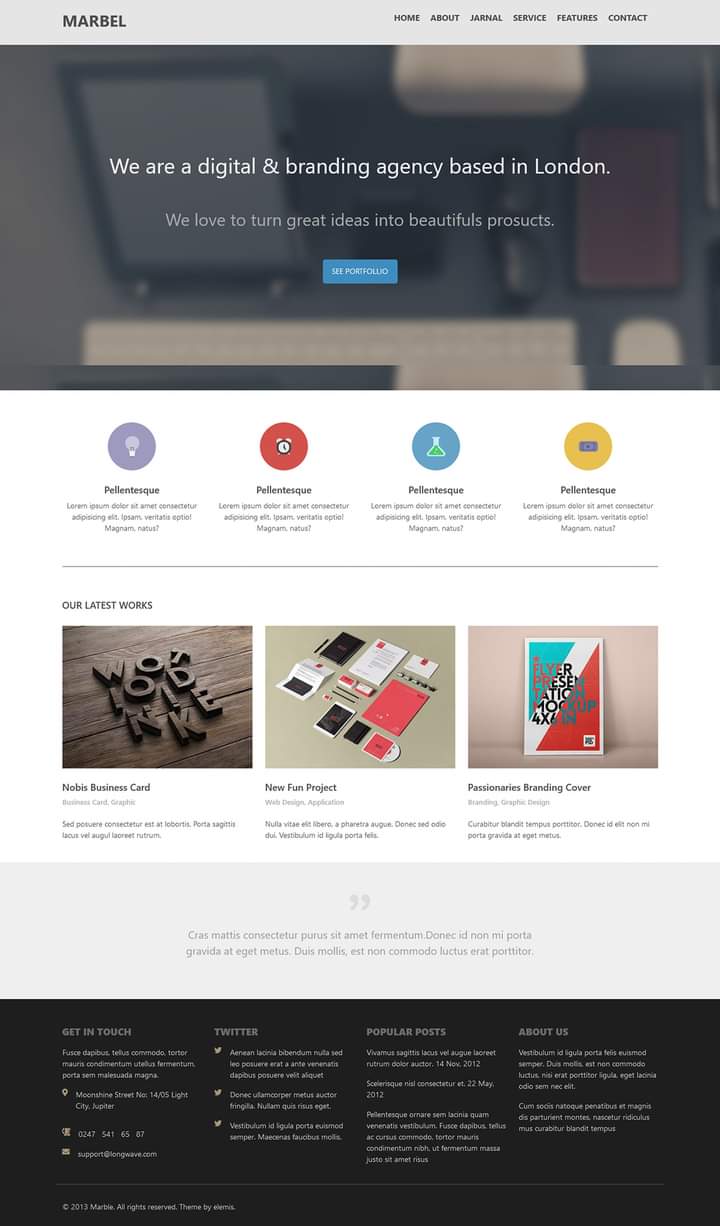 MARBEL
HOME ABOUT JARNAL SERVICE FEATURES CONTACT
We are a digital & branding agency based in London.
We love to turn great ideas into beautifuls prosucts.
SEE PORTFOLLIO
Pellentesque
Lorem ipsum dolor sit amet consectetur
adipisicing elit. Ipsam, veritatis optio!
Magnam, natus?
Pellentesque
Lorem ipsum dolor sit amet consectetur
adipisicing elit. Ipsam, veritatis optio!
Magnam, natus?
Pellentesque
Lorem ipsum dolor sit amet consectetur
adipisicing elit. Ipsam, veritatis optio!
Magnam, natus?
Pellentesque
Lorem ipsum dolor sit amet consectetur
adipisicing elit. Ipsam, veritatis optio!
Magnam, natus?
OUR LATEST WORKS
FLYER
PRESEN
TATION
MOCKUP
4X6 IN
Nobis Business Card
Business Card, Graphic
Sed posuere consectetur est at lobortis. Porta sagittis
lacus vel augul laoreet rutrum.
New Fun Project
Web Design, Application
Nulla vitae elit libero, a pharetra augue. Donec sed odio
dui. Vestibulum id ligula porta felis.
Passionaries Branding Cover
Branding, Graphic Design
Curabitur blandit tempus porttitor. Donec id elit non mi
porta gravida at eget metus.
”
Cras mattis consectetur purus sit amet fermentum.Donec id non mi porta
gravida at eget metus. Duis mollis, est non commodo luctus erat porttitor.
GET IN TOUCH
Fusce dapibus, tellus commodo, tortor
mauris condimentum utellus fermentum,
porta sem malesuada magna.
Moonshine Street No: 14/05 Light
City, Jupiter
0247 541 65 87
support@longwave.com
TWITTER
Aenean lacinia bibendum nulla sed
leo posuere erat a ante venenatis
dapibus posuere velit aliquet
Donec ullamcorper metus auctor
fringilla. Nullam quis risus eget.
Vestibulum id ligula porta euismod
semper. Maecenas faucibus mollis.
POPULAR POSTS
Vivamus sagittis lacus vel augue laoreet
rutrum dolor auctor. 14 Nov, 2012
Scelerisque nisl consectetur et. 22 May,
2012
Pellentesque ornare sem lacinia quam
venenatis vestibulum. Fusce dapibus, tellus
ac cursus commodo, tortor mauris
condimentum nibh, ut fermentum massa
justo sit amet risus
ABOUT US
Vestibulum id ligula porta felis euismod
semper. Duis mollis, est non commodo
luctus, nisi erat porttitor ligula, eget lacinia
odio sem nec elit.
Cum sociis natoque penatibus et magnis
dis parturient montes, nascetur ridiculus
mus curabitur blandit tempus
© 2013 Marble. All rights reserved. Theme by elemis.